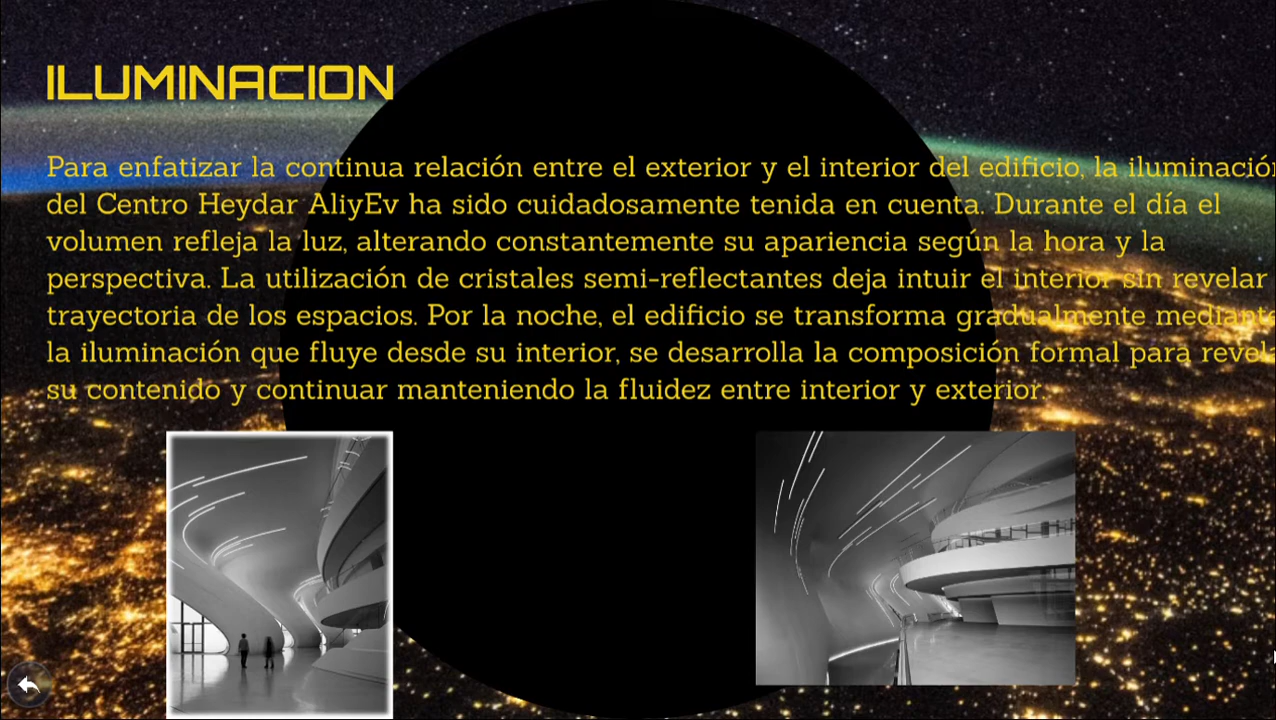 ILUMINACION
Para enfatizar la continua relación entre el exterior y el interior del edificio, la iluminación
del Centro Heydar AliyEv ha sido cuidadosamente tenida en cuenta. Durante el día el
volumen refleja la luz, alterando constantemente su apariencia según la hora y la
perspectiva. La utilización de cristales semi-reflectantes deja intuir el interior sin revelar
trayectoria de los espacios. Por la noche, el edificio se transforma gradualmente mediante
la iluminación que fluye desde su interior, se desarrolla la composición formal para
su contenido y continuar manteniendo la fluidez entre interior y exterior.